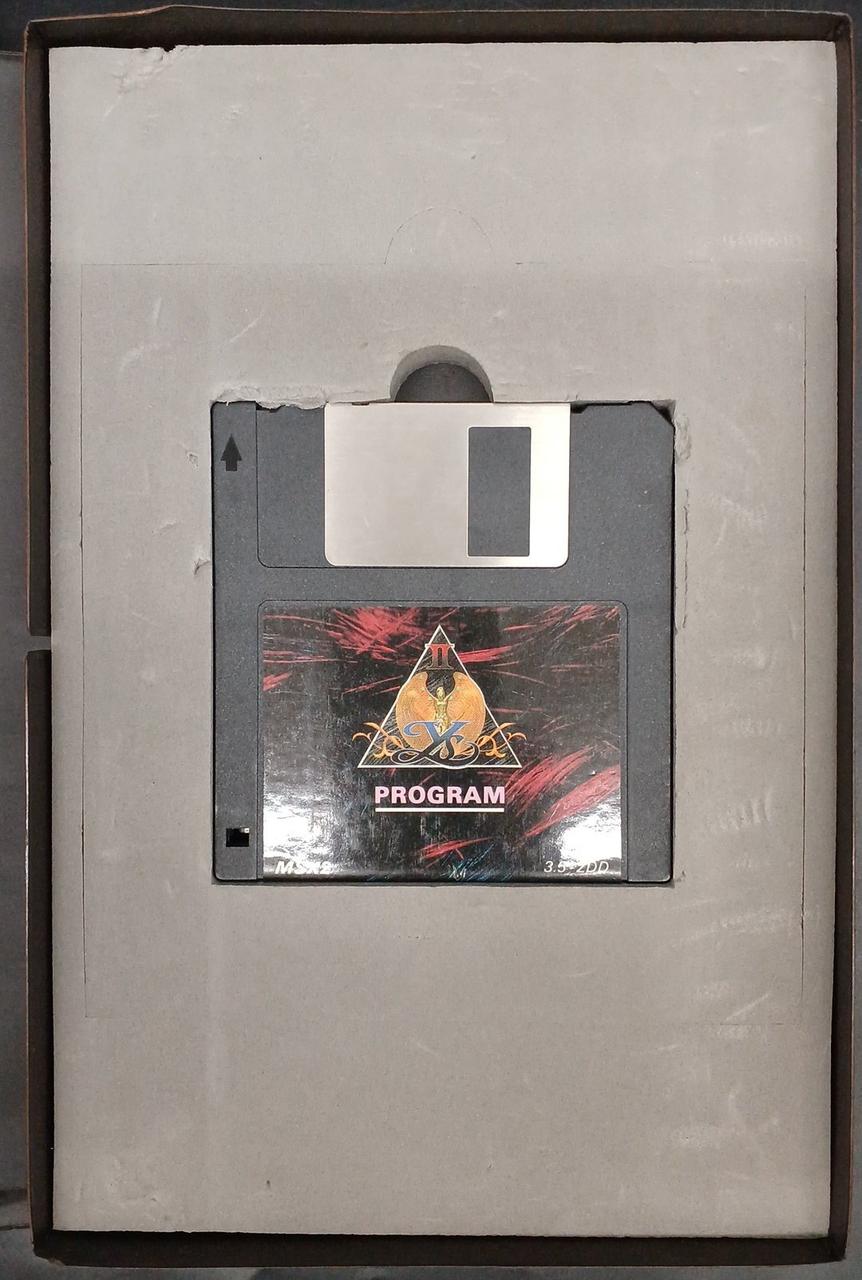 II
Ys
PROGRAM
MSX2
3.5"2DD